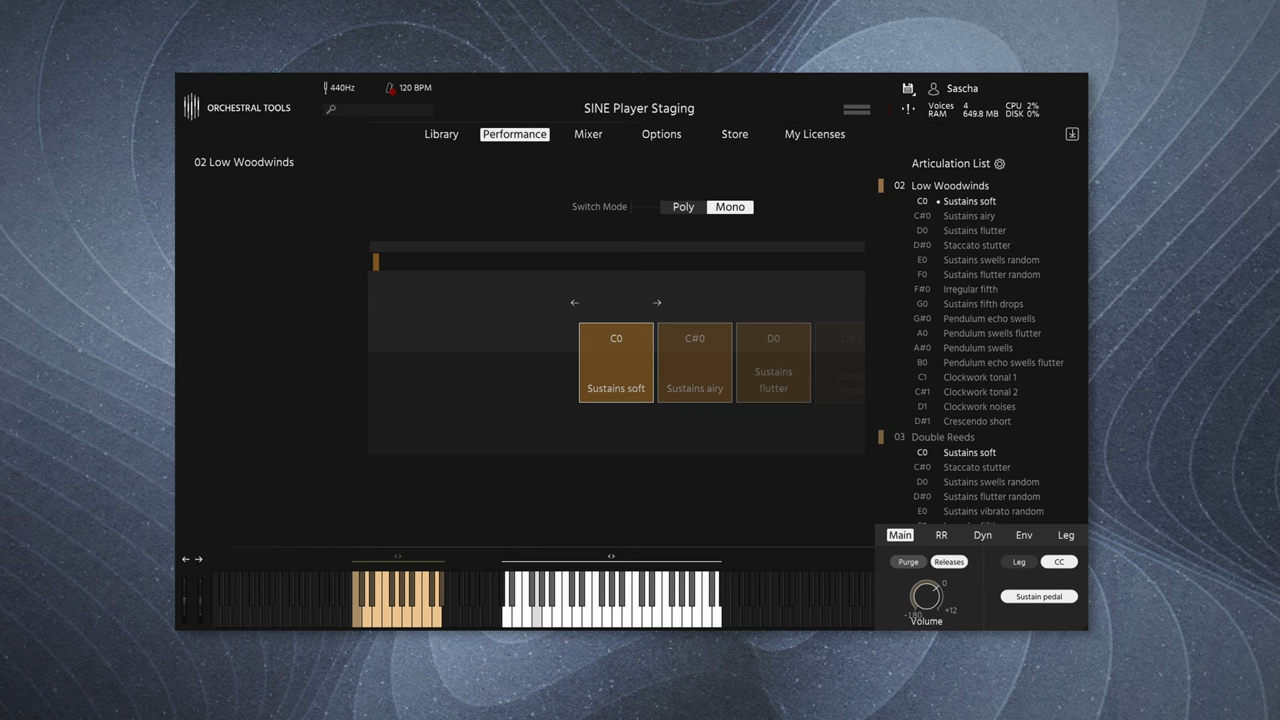 440Hz
120 BPM
Sascha
ORCHESTRAL TOOLS
SINE Player Staging
Voices 4 CPU 2%
RAM 649.8 MB DISK 0%
Library Performance Mixer Options Store My Licenses
02 Low Woodwinds
Switch Mode Poly Mono
C0 C#0 D0
Sustains soft Sustains airy Sustains
flutter
Articulation List
02 Low Woodwinds
C0 • Sustains soft
C#0 Sustains airy
D0 Sustains flutter
D#0 Staccato stutter
E0 Sustains swells random
F0 Sustains flutter random
F#0 Irregular fifth
G0 Sustains fifth drops
G#0 Pendulum echo swells
A0 Pendulum swells flutter
A#0 Pendulum swells
B0 Pendulum echo swells flutter
C1 Clockwork tonal 1
C#1 Clockwork tonal 2
D1 Clockwork noises
D#1 Crescendo short
03 Double Reeds
C0 Sustains soft
C#0 Staccato stutter
D0 Sustains swells random
D#0 Sustains flutter random
E0 Sustains vibrato random
Main RR Dyn Env Leg
Purge Releases Leg CC
Sustain pedal
0
-180 +12
Volume